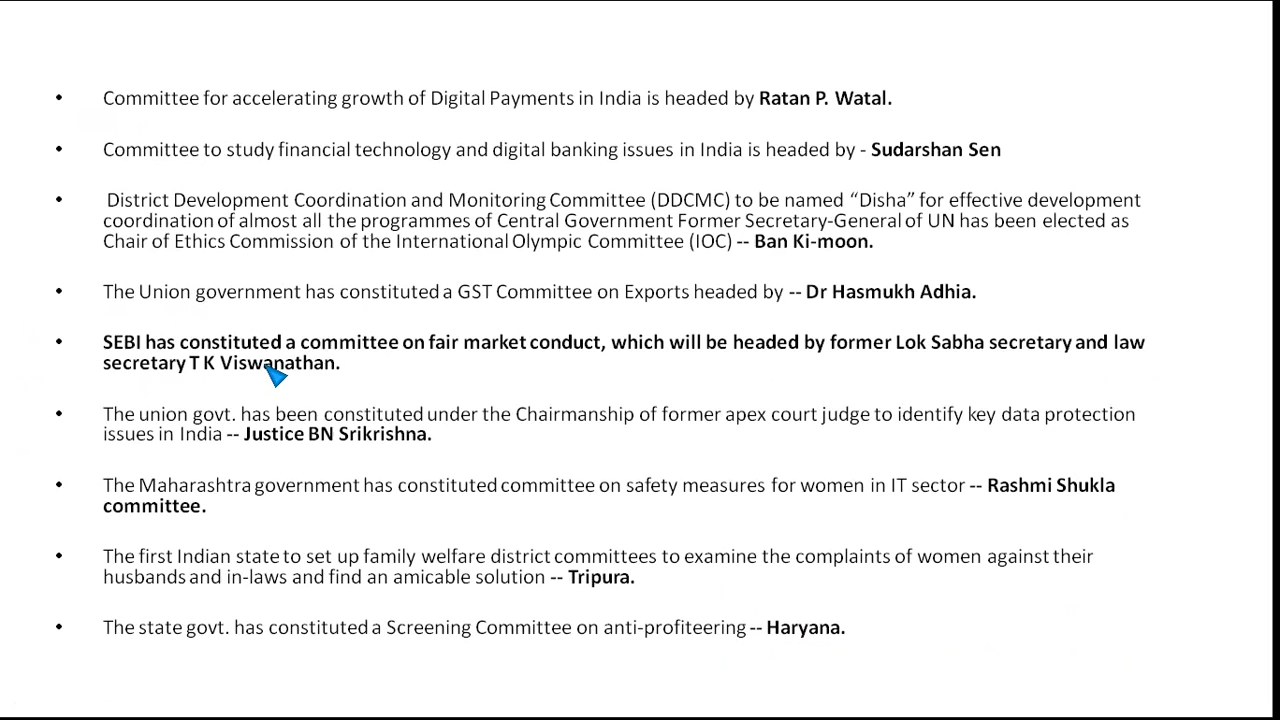 • Committee for accelerating growth of Digital Payments in India is headed by Ratan P. Watal.
• Committee to study financial technology and digital banking issues in India is headed by - Sudarshan Sen
• District Development Coordination and Monitoring Committee (DDCMC) to be named “Disha” for effective development
coordination of almost all the programmes of Central Government Former Secretary-General of UN has been elected as
Chair of Ethics Commission of the International Olympic Committee (IOC) -- Ban Ki-moon.
• The Union government has constituted a GST Committee on Exports headed by -- Dr Hasmukh Adhia.
• SEBI has constituted a committee on fair market conduct, which will be headed by former Lok Sabha secretary and law
secretary T K Viswanathan.
• The union govt. has been constituted under the Chairmanship of former apex court judge to identify key data protection
issues in India -- Justice BN Srikrishna.
• The Maharashtra government has constituted committee on safety measures for women in IT sector -- Rashmi Shukla
committee.
• The first Indian state to set up family welfare district committees to examine the complaints of women against their
husbands and in-laws and find an amicable solution -- Tripura.
• The state govt. has constituted a Screening Committee on anti-profiteering -- Haryana.